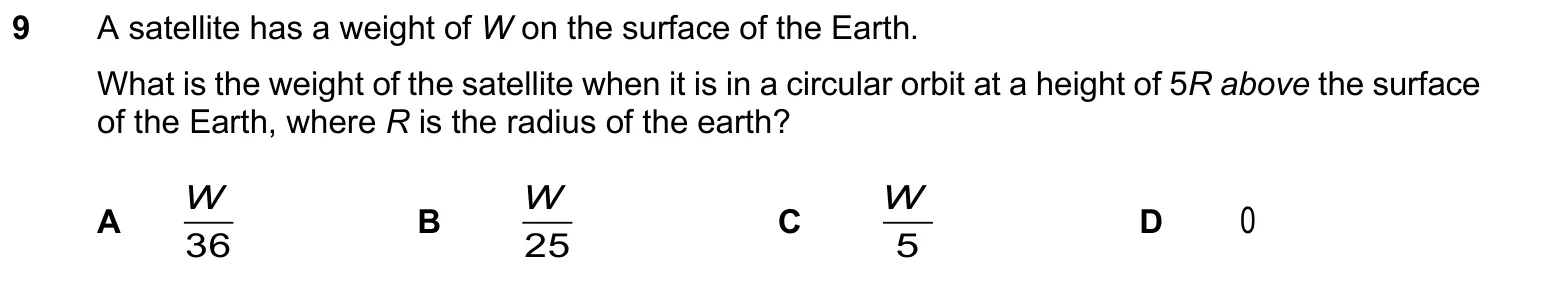 9 A satellite has a weight of W on the surface of the Earth.
What is the weight of the satellite when it is in a circular orbit at a height of 5R above the surface
of the Earth, where R is the radius of the earth?
A W/36 B W/25 C W/5 D 0